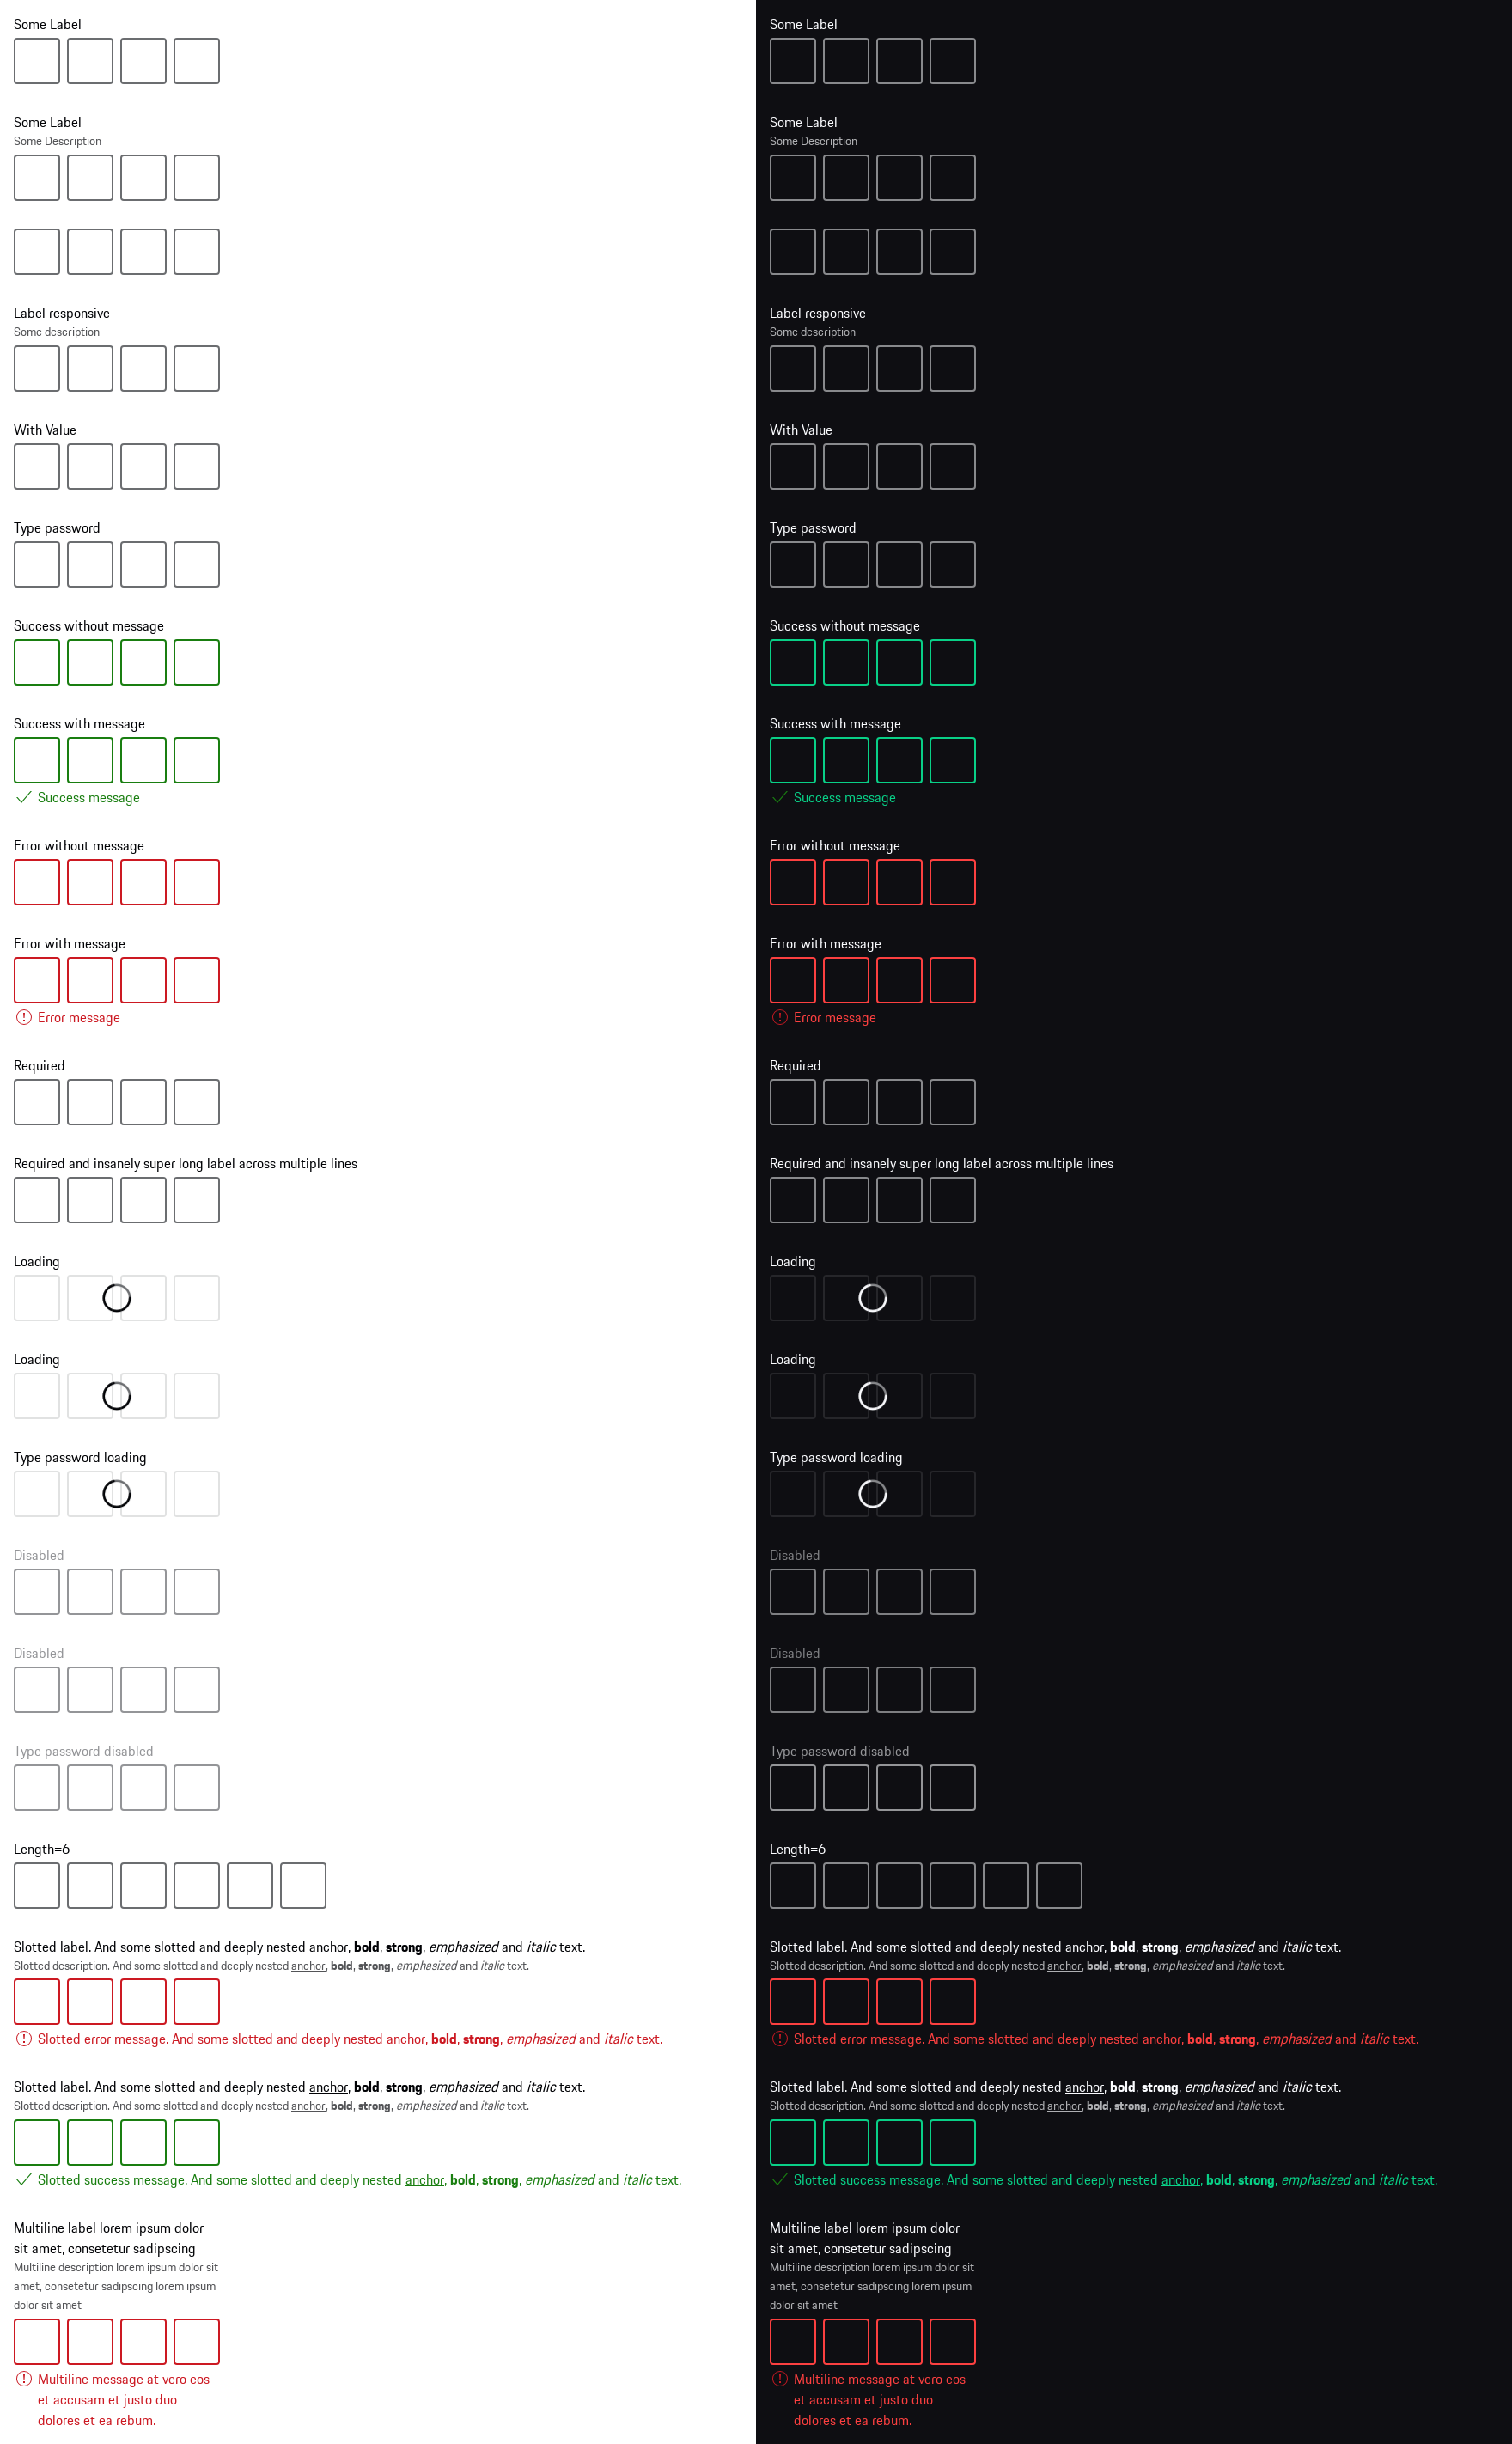 Some Label
Some Label
Some Description
Label responsive
Some description
With Value
Type password
Success without message
Success with message
Success message
Error without message
Error with message
Error message
Required
Required and insanely super long label across multiple lines
Loading
Loading
Type password loading
Disabled
Disabled
Type password disabled
Length=6
Slotted label. And some slotted and deeply nested anchor, bold, strong, emphasized and italic text.
Slotted description. And some slotted and deeply nested anchor, bold, strong, emphasized and italic text.
Slotted error message. And some slotted and deeply nested anchor, bold, strong, emphasized and italic text.
Slotted label. And some slotted and deeply nested anchor, bold, strong, emphasized and italic text.
Slotted description. And some slotted and deeply nested anchor, bold, strong, emphasized and italic text.
Slotted success message. And some slotted and deeply nested anchor, bold, strong, emphasized and italic text.
Multiline label lorem ipsum dolor
sit amet, consetetur sadipscing
Multiline description lorem ipsum dolor sit
amet, consetetur sadipscing lorem ipsum
dolor sit amet
Multiline message at vero eos
et accusam et justo duo
dolores et ea rebum.
Some Label
Some Label
Some Description
Label responsive
Some description
With Value
Type password
Success without message
Success with message
Success message
Error without message
Error with message
Error message
Required
Required and insanely super long label across multiple lines
Loading
Loading
Type password loading
Disabled
Disabled
Type password disabled
Length=6
Slotted label. And some slotted and deeply nested anchor, bold, strong, emphasized and italic text.
Slotted description. And some slotted and deeply nested anchor, bold, strong, emphasized and italic text.
Slotted error message. And some slotted and deeply nested anchor, bold, strong, emphasized and italic text.
Slotted label. And some slotted and deeply nested anchor, bold, strong, emphasized and italic text.
Slotted description. And some slotted and deeply nested anchor, bold, strong, emphasized and italic text.
Slotted success message. And some slotted and deeply nested anchor, bold, strong, emphasized and italic text.
Multiline label lorem ipsum dolor
sit amet, consetetur sadipscing
Multiline description lorem ipsum dolor sit
amet, consetetur sadipscing lorem ipsum
dolor sit amet
Multiline message at vero eos
et accusam et justo duo
dolores et ea rebum.